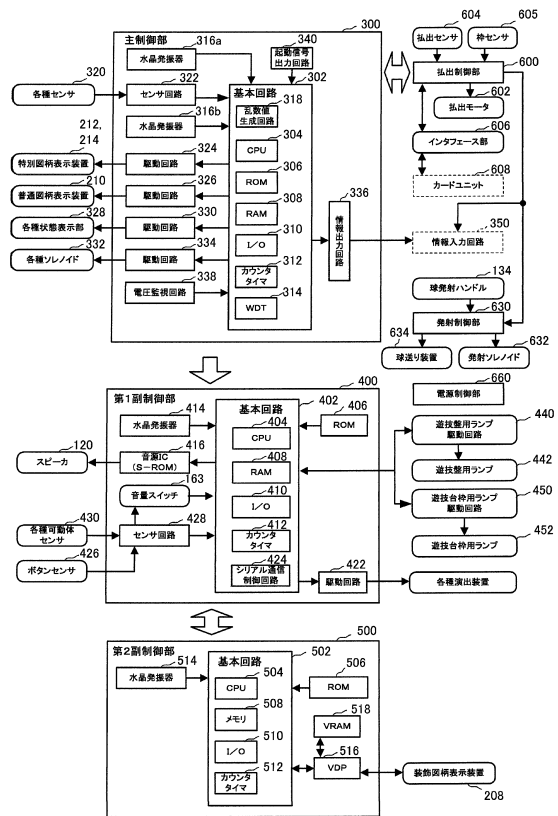 300
主制御部
316a
水晶発振器
340
起動信号
出力回路
302
基本回路
320
各種センサ
322
センサ回路
318
乱数値
生成回路
316b
水晶発振器
304
CPU
212,
214
特別図柄表示装置
324
駆動回路
306
ROM
210
普通図柄表示装置
326
駆動回路
308
RAM
328
各種状態表示部
330
駆動回路
310
I/O
332
各種ソレノイド
334
駆動回路
312
カウンタ
タイマ
338
電圧監視回路
314
WDT
336
情報出力回路
604
払出センサ
605
枠センサ
600
払出制御部
602
払出モータ
606
インタフェース部
608
カードユニット
350
情報入力回路
134
球発射ハンドル
630
発射制御部
634
球送り装置
632
発射ソレノイド
660
電源制御部
400
第1副制御部
402
基本回路
414
水晶発振器
404
CPU
406
ROM
120
スピーカ
416
音源IC
(S-ROM)
408
RAM
163
音量スイッチ
410
I/O
430
各種可動体
センサ
428
センサ回路
412
カウンタ
タイマ
426
ボタンセンサ
424
シリアル通信
制御回路
422
駆動回路
各種演出装置
440
遊技盤用ランプ
駆動回路
442
遊技盤用ランプ
450
遊技台枠用ランプ
駆動回路
452
遊技台枠用ランプ
500
第2副制御部
502
基本回路
514
水晶発振器
504
CPU
506
ROM
508
メモリ
518
VRAM
510
I/O
516
VDP
512
カウンタ
タイマ
装飾図柄表示装置
208